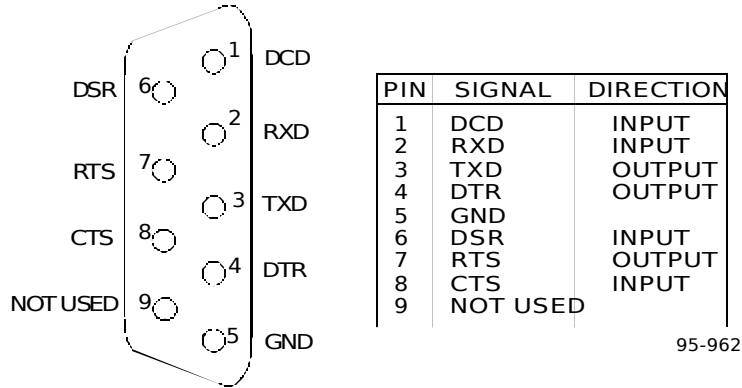 1 DCD
DSR 6
2 RXD
RTS 7
3 TXD
CTS 8
4 DTR
NOT USED 9
5 GND
PIN SIGNAL DIRECTION
1 DCD INPUT
2 RXD INPUT
3 TXD OUTPUT
4 DTR OUTPUT
5 GND
6 DSR INPUT
7 RTS OUTPUT
8 CTS INPUT
9 NOT USED
95-962